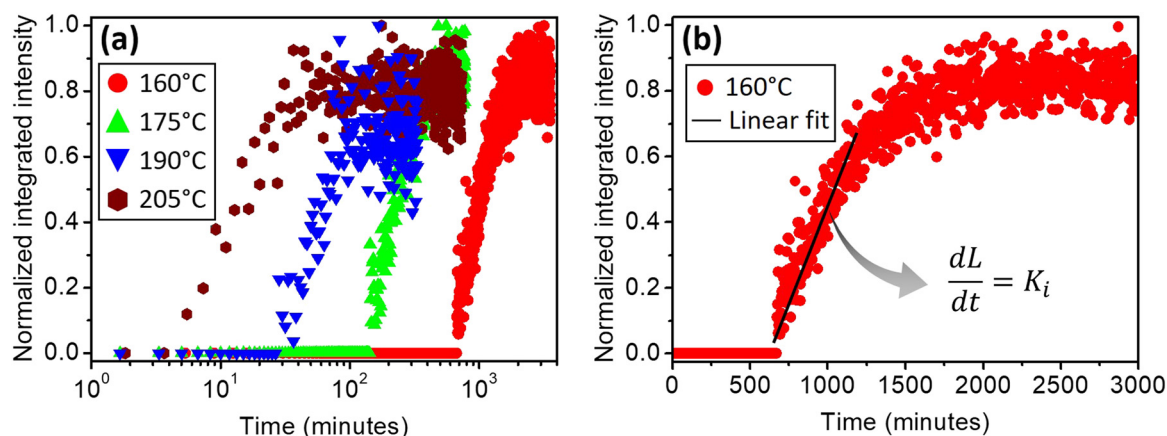 (a)
Normalized integrated intensity
1.0
0.8
0.6
0.4
0.2
0.0
160°C
175°C
190°C
205°C
10⁰ 10¹ 10² 10³
Time (minutes)
(b)
Normalized integrated intensity
1.0
0.8
0.6
0.4
0.2
0.0
160°C
Linear fit
dL/dt = Kᵢ
0 500 1000 1500 2000 2500 3000
Time (minutes)